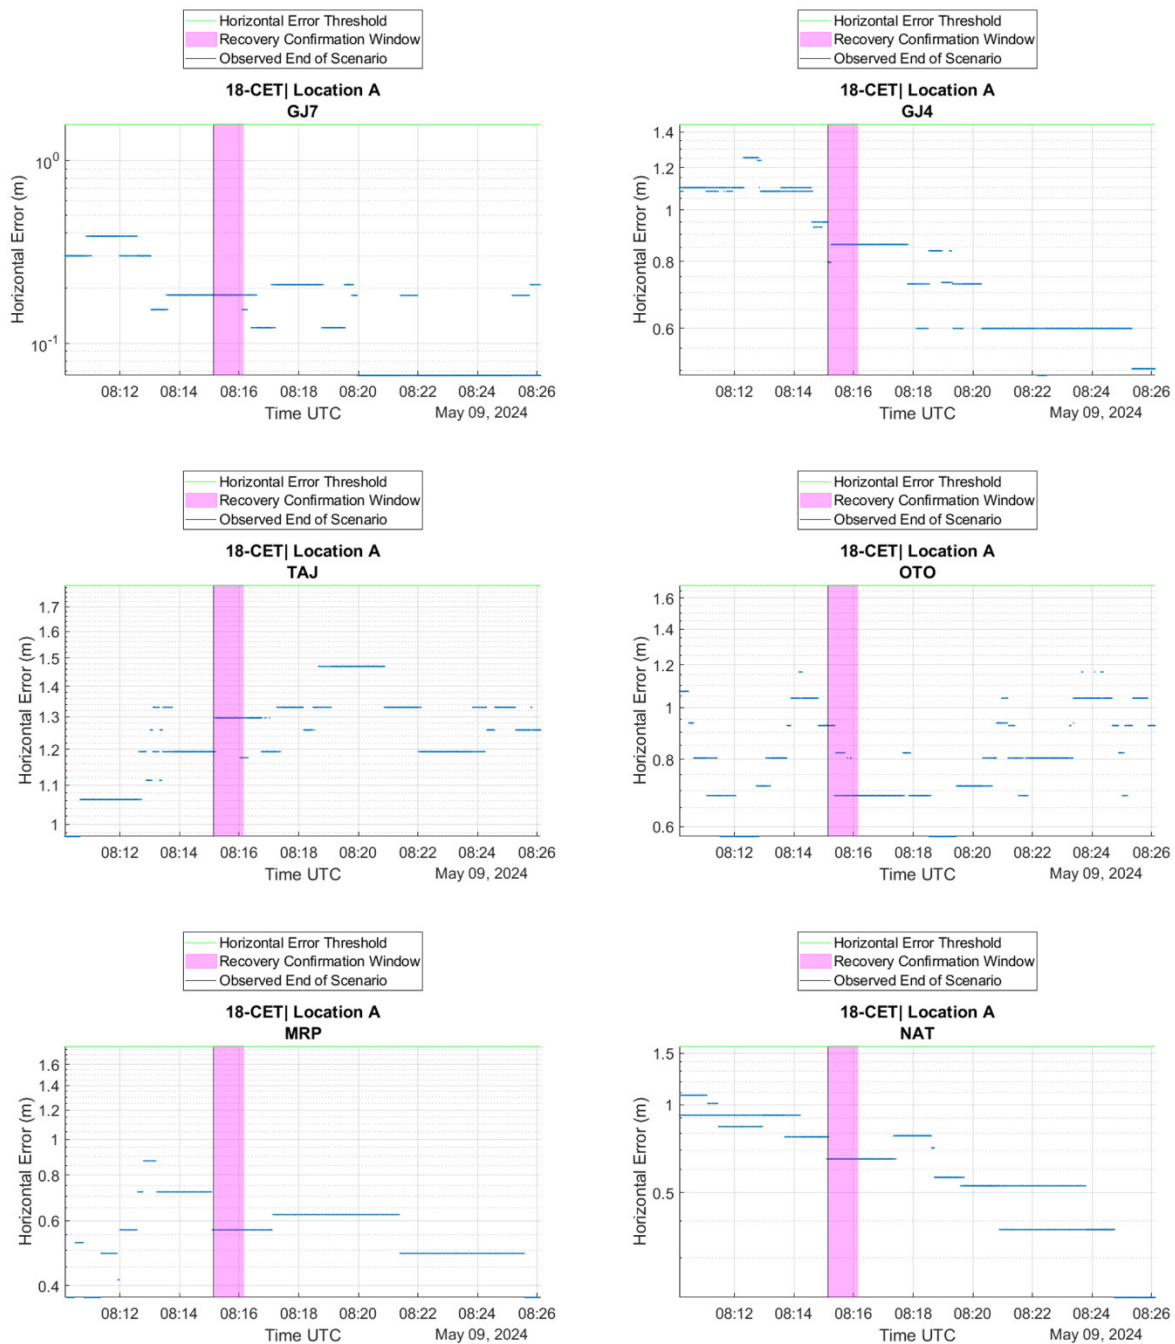 Horizontal Error Threshold
Recovery Confirmation Window
Observed End of Scenario
18-CET| Location A
GJ7
10⁰
10⁻¹
Horizontal Error (m)
08:12 08:14 08:16 08:18 08:20 08:22 08:24 08:26
Time UTC
May 09, 2024
Horizontal Error Threshold
Recovery Confirmation Window
Observed End of Scenario
18-CET| Location A
GJ4
1.4
1.2
1
0.8
0.6
Horizontal Error (m)
08:12 08:14 08:16 08:18 08:20 08:22 08:24 08:26
Time UTC
May 09, 2024
Horizontal Error Threshold
Recovery Confirmation Window
Observed End of Scenario
18-CET| Location A
TAJ
1.7
1.5
1.4
1.3
1.2
1.1
1
Horizontal Error (m)
08:12 08:14 08:16 08:18 08:20 08:22 08:24 08:26
Time UTC
May 09, 2024
Horizontal Error Threshold
Recovery Confirmation Window
Observed End of Scenario
18-CET| Location A
OTO
1.6
1.4
1.2
1
0.8
0.6
Horizontal Error (m)
08:12 08:14 08:16 08:18 08:20 08:22 08:24 08:26
Time UTC
May 09, 2024
Horizontal Error Threshold
Recovery Confirmation Window
Observed End of Scenario
18-CET| Location A
MRP
1.6
1.4
1.2
1
0.8
0.6
0.4
Horizontal Error (m)
08:12 08:14 08:16 08:18 08:20 08:22 08:24 08:26
Time UTC
May 09, 2024
Horizontal Error Threshold
Recovery Confirmation Window
Observed End of Scenario
18-CET| Location A
NAT
1.5
1
0.5
Horizontal Error (m)
08:12 08:14 08:16 08:18 08:20 08:22 08:24 08:26
Time UTC
May 09, 2024